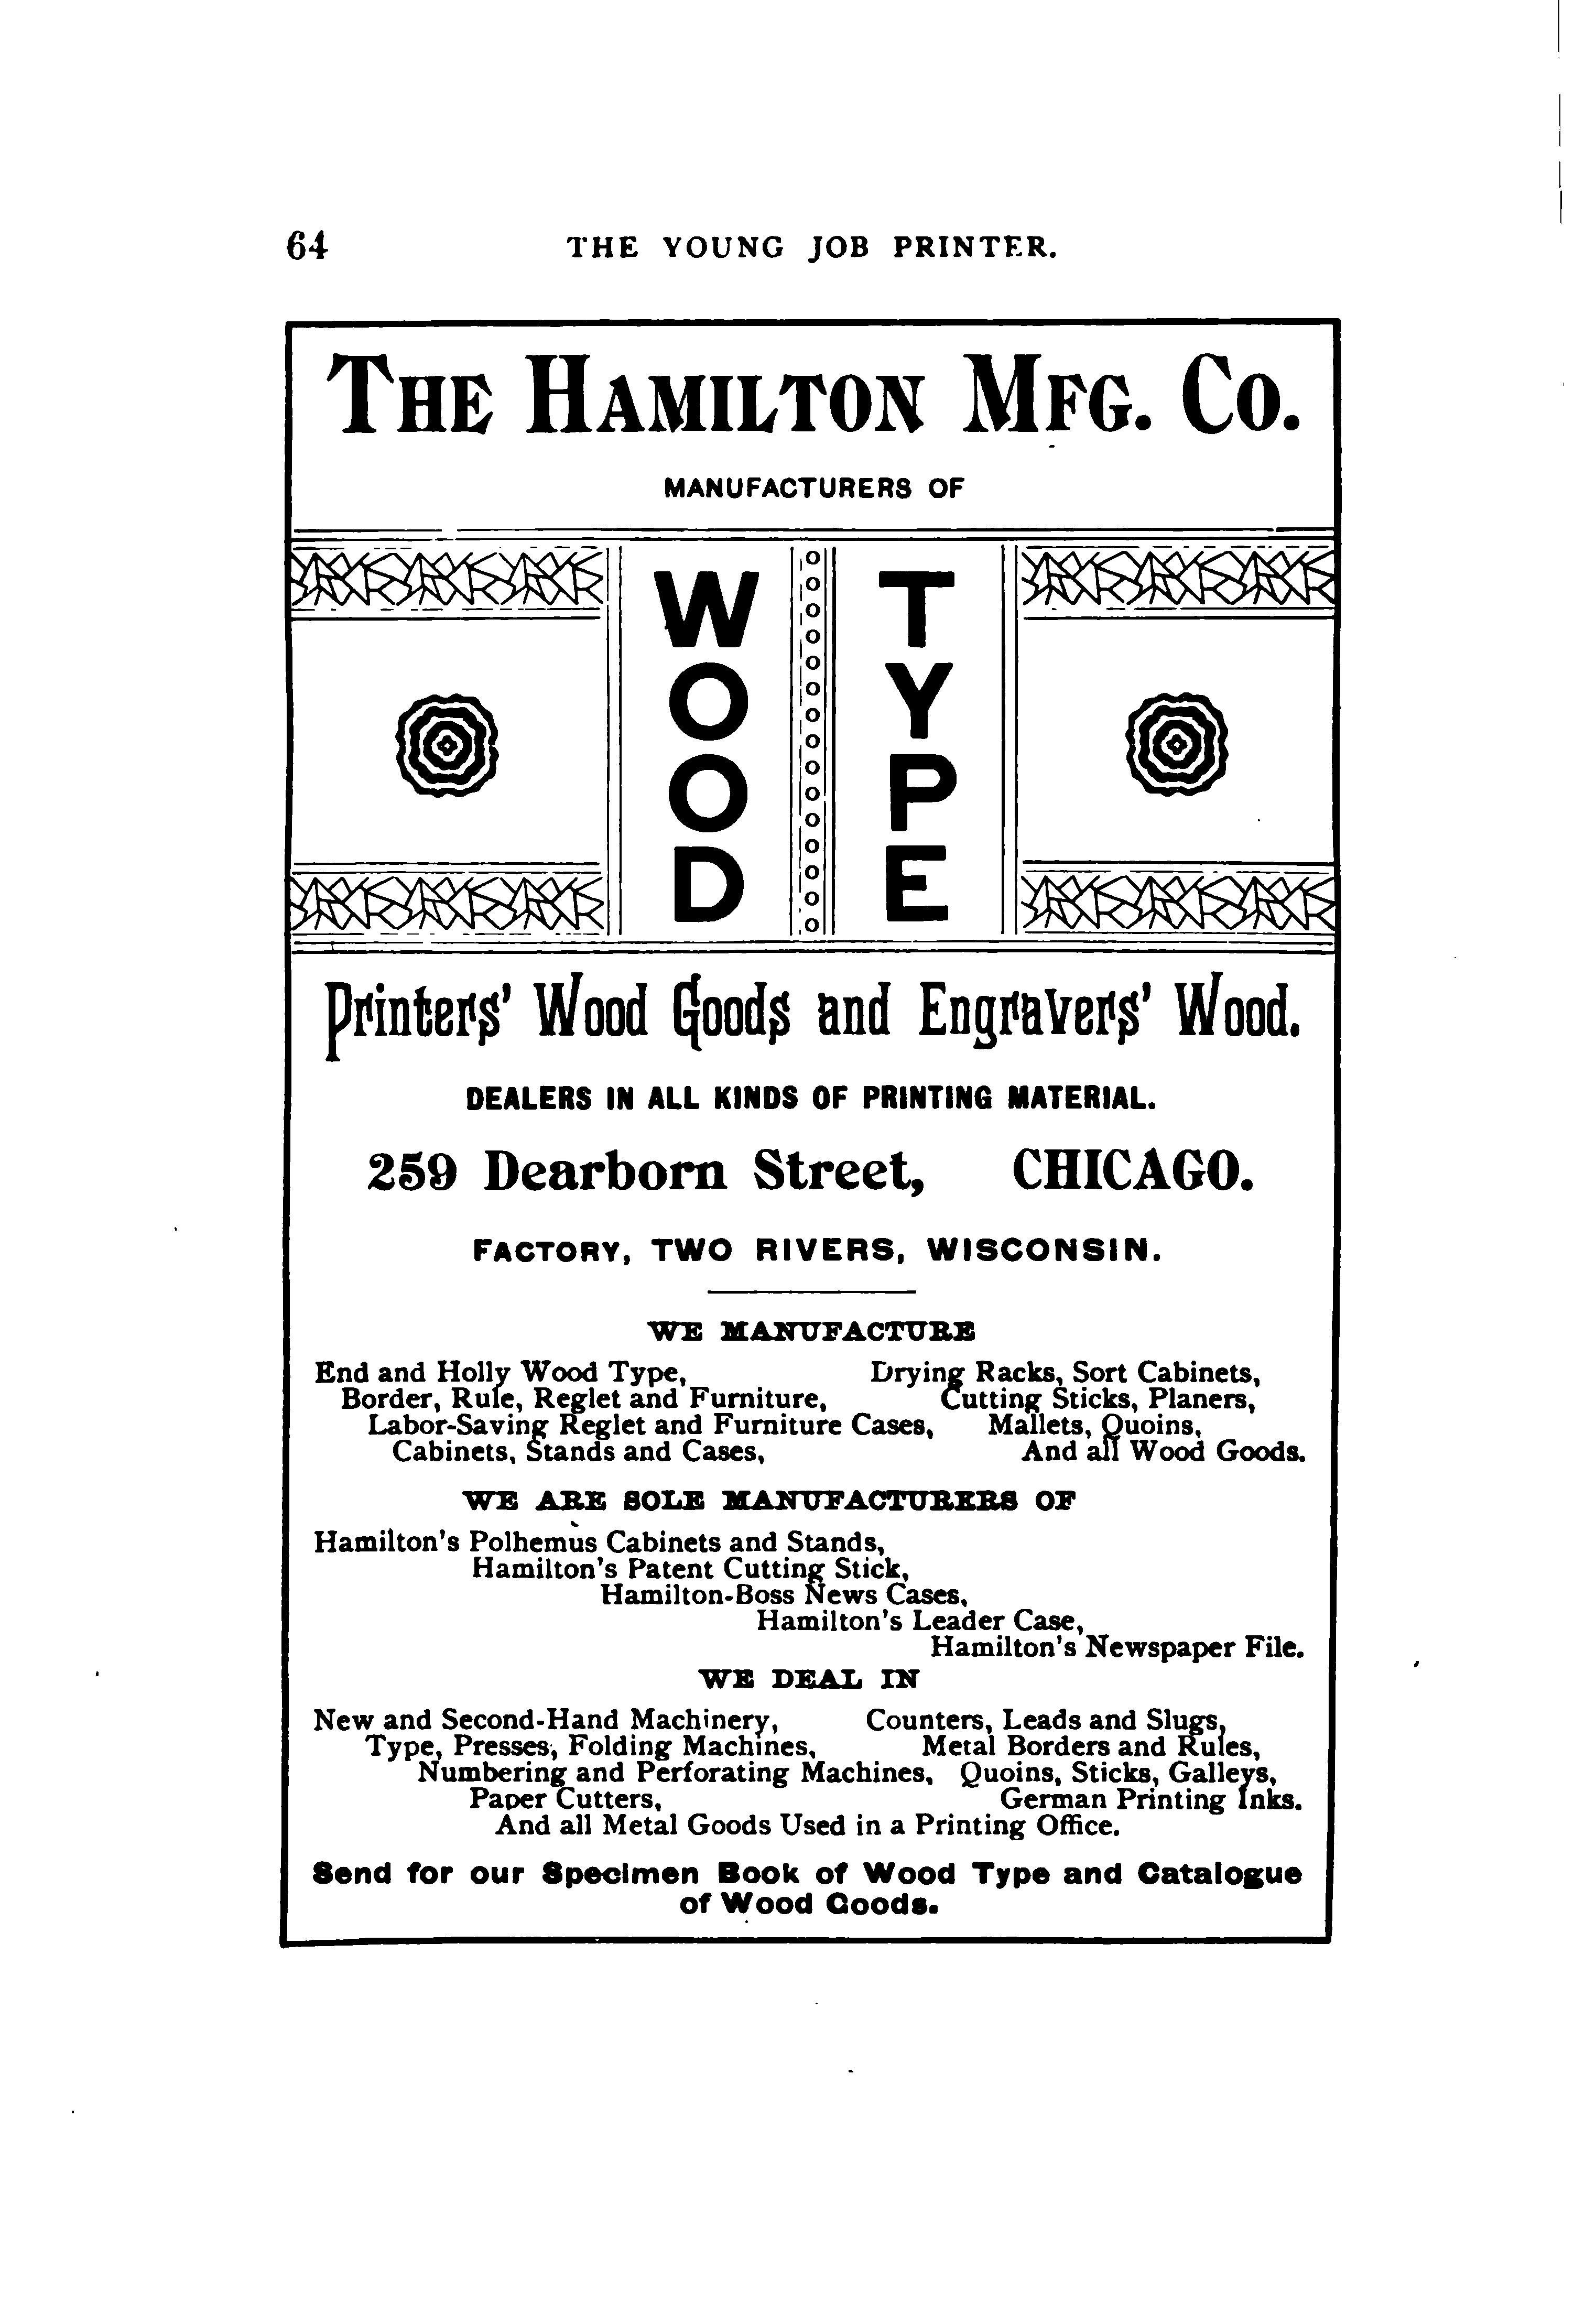 64 THE YOUNG JOB PRINTER.
THE HAMILTON MFG. CO.
MANUFACTURERS OF
WOOD
TYPE
Printers' Wood Goods and Engravers' Wood.
DEALERS IN ALL KINDS OF PRINTING MATERIAL.
259 Dearborn Street, CHICAGO.
FACTORY, TWO RIVERS, WISCONSIN.
WE MANUFACTURE
End and Holly Wood Type,
Border, Rule, Reglet and Furniture,
Labor-Saving Reglet and Furniture Cases,
Cabinets, Stands and Cases,
Drying Racks, Sort Cabinets,
Cutting Sticks, Planers,
Mallets, Quoins,
And all Wood Goods.
WE ARE SOLE MANUFACTURERS OF
Hamilton's Polhemus Cabinets and Stands,
Hamilton's Patent Cutting Stick,
Hamilton-Boss News Cases,
Hamilton's Leader Case,
Hamilton's Newspaper File.
WE DEAL IN
New and Second-Hand Machinery,
Type, Presses, Folding Machines,
Numbering and Perforating Machines,
Paper Cutters,
Counters, Leads and Slugs,
Metal Borders and Rules,
Quoins, Sticks, Galleys,
German Printing Inks.
And all Metal Goods Used in a Printing Office.
Send for our Specimen Book of Wood Type and Catalogue
of Wood Goods.